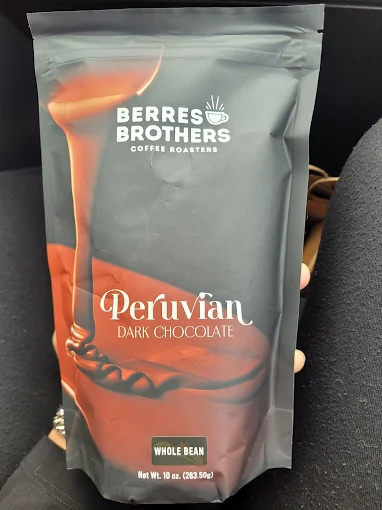 BERRES
BROTHERS
COFFEE ROASTERS
Peruvian
DARK CHOCOLATE
WHOLE BEAN
Net Wt. 10 oz. (283.50g)